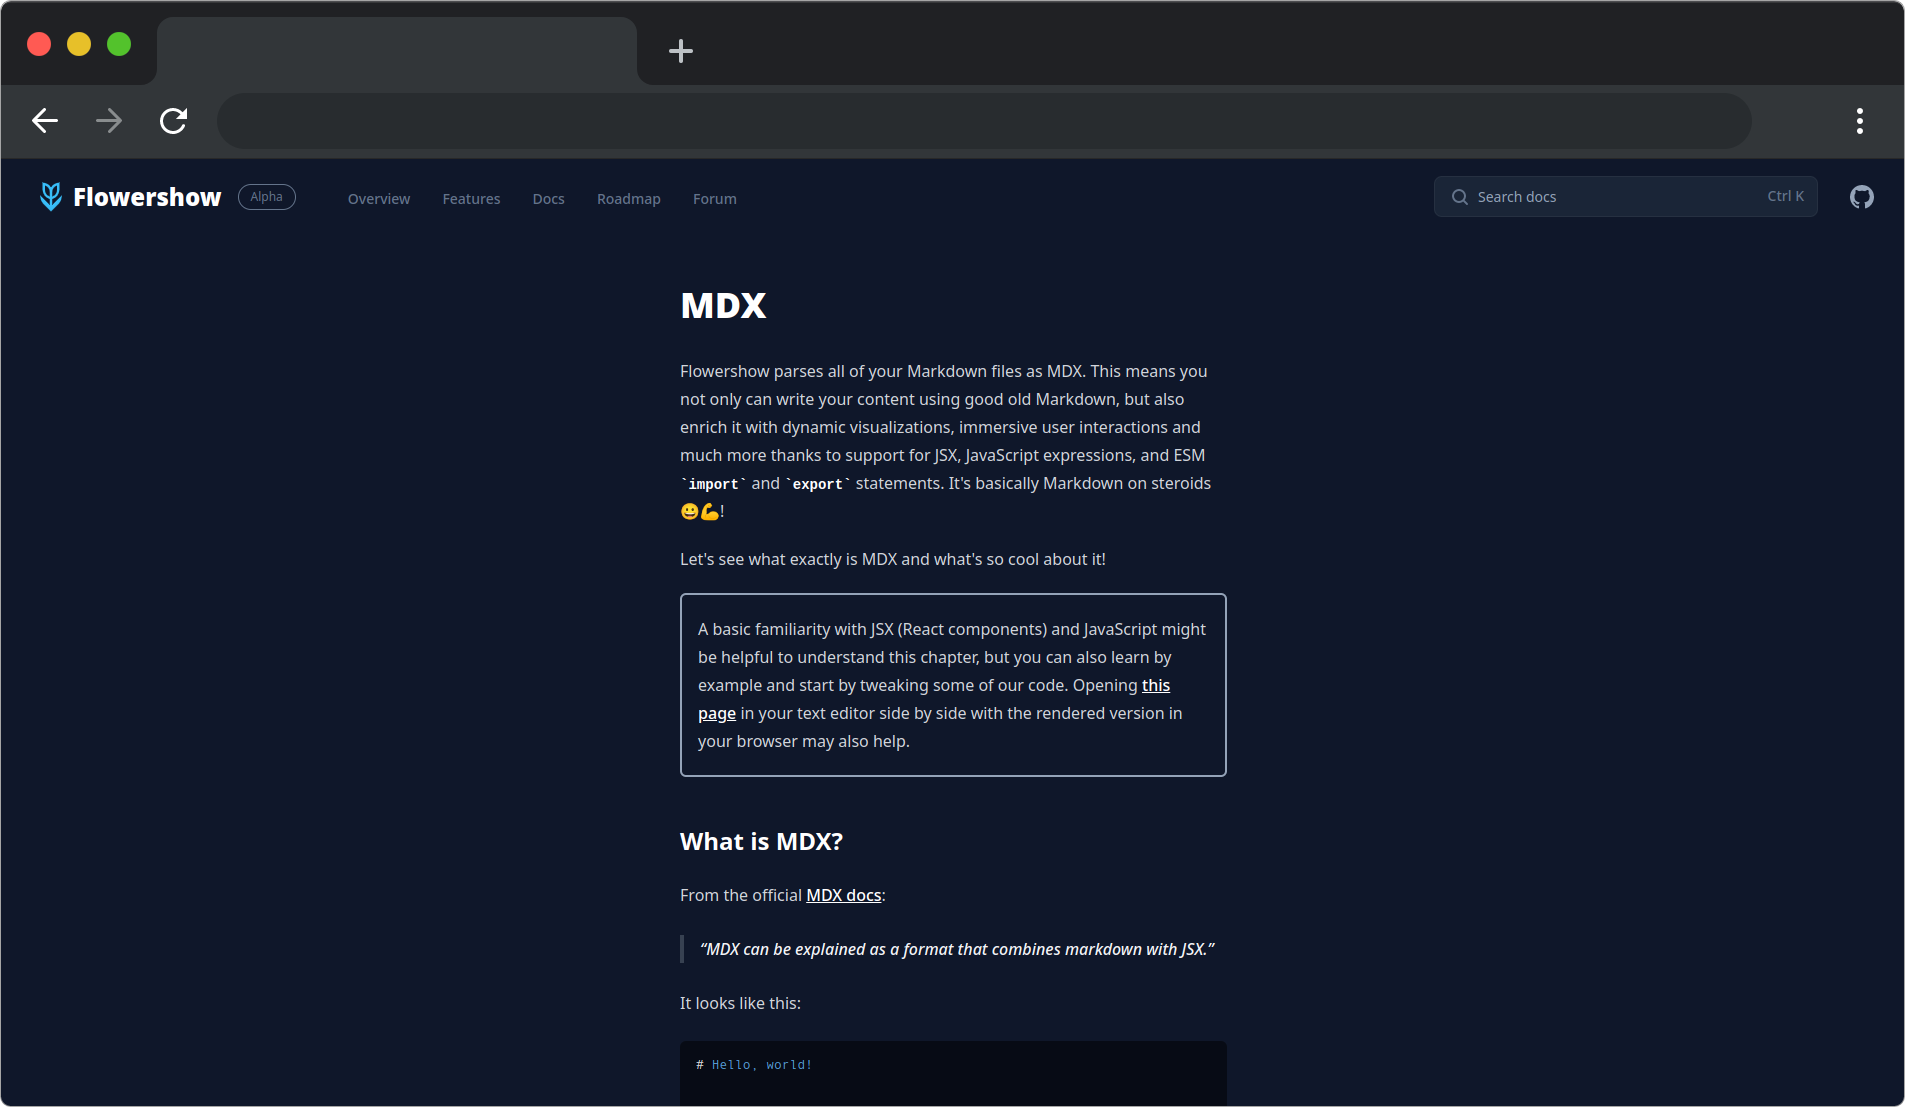 Flowershow
Alpha
Overview
Features
Docs
Roadmap
Forum
Search docs
Ctrl K
MDX
Flowershow parses all of your Markdown files as MDX. This means you
not only can write your content using good old Markdown, but also
enrich it with dynamic visualizations, immersive user interactions and
much more thanks to support for JSX, JavaScript expressions, and ESM
`import` and `export` statements. It's basically Markdown on steroids
😀💪!
Let's see what exactly is MDX and what's so cool about it!
A basic familiarity with JSX (React components) and JavaScript might
be helpful to understand this chapter, but you can also learn by
example and start by tweaking some of our code. Opening this
page in your text editor side by side with the rendered version in
your browser may also help.
What is MDX?
From the official MDX docs:
“MDX can be explained as a format that combines markdown with JSX.”
It looks like this:
# Hello, world!